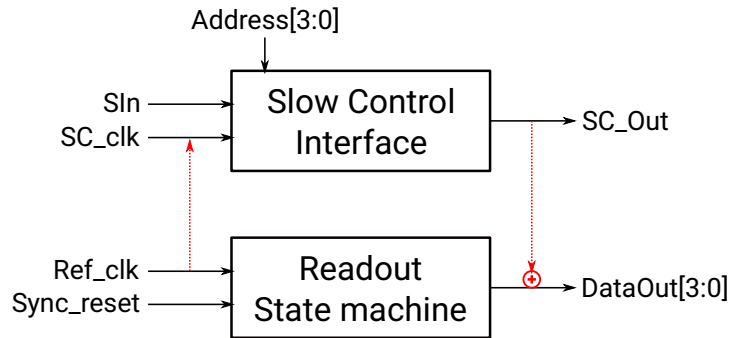 Address[3:0]
SIn
SC_clk
Slow Control
Interface
SC_Out
Ref_clk
Sync_reset
Readout
State machine
DataOut[3:0]